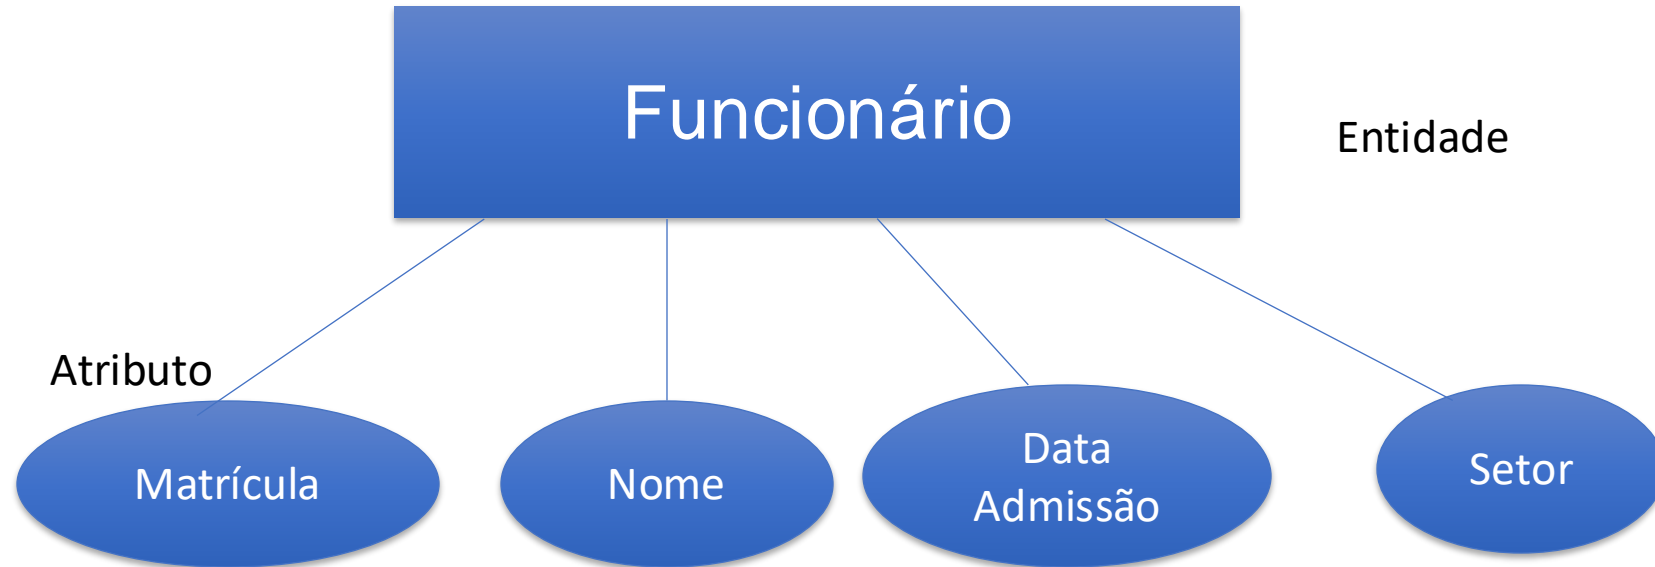 Funcionário
Entidade
Atributo
Matrícula
Nome
Data
Admissão
Setor